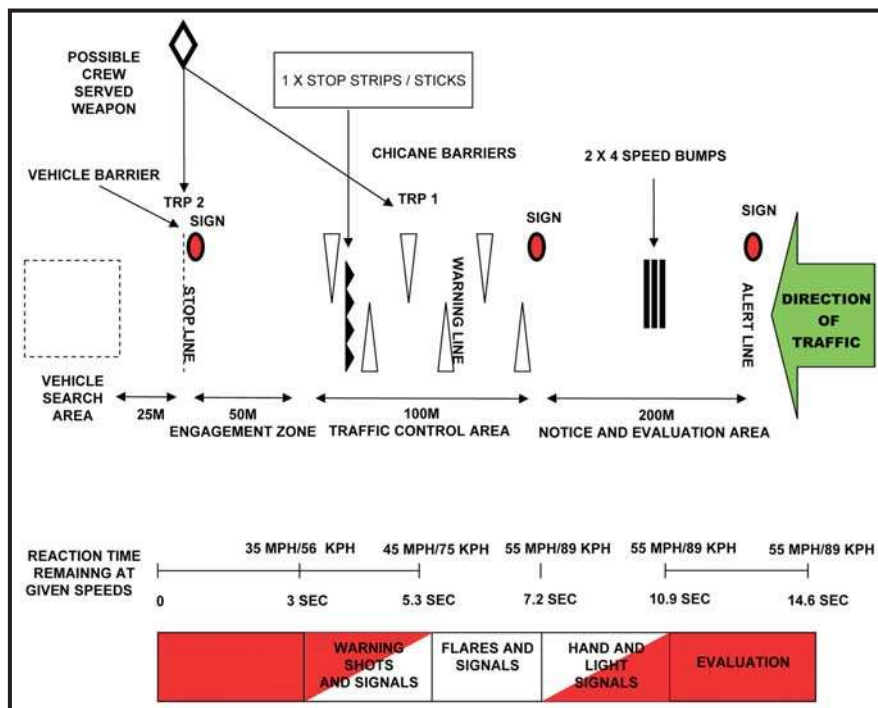 POSSIBLE
CREW
SERVED
WEAPON
1 X STOP STRIPS / STICKS
CHICANE BARRIERS
2 X 4 SPEED BUMPS
VEHICLE BARRIER
TRP 2
TRP 1
SIGN
SIGN
SIGN
STOP LINE
WARNING LINE
ALERT LINE
DIRECTION
OF
TRAFFIC
VEHICLE
SEARCH
AREA
25M
50M
100M
200M
ENGAGEMENT ZONE
TRAFFIC CONTROL AREA
NOTICE AND EVALUATION AREA
REACTION TIME
REMAINNG AT
GIVEN SPEEDS
35 MPH/56 KPH
45 MPH/75 KPH
55 MPH/89 KPH
55 MPH/89 KPH
55 MPH/89 KPH
0
3 SEC
5.3 SEC
7.2 SEC
10.9 SEC
14.6 SEC
WARNING
SHOTS
AND SIGNALS
FLARES AND
SIGNALS
HAND AND
LIGHT
SIGNALS
EVALUATION